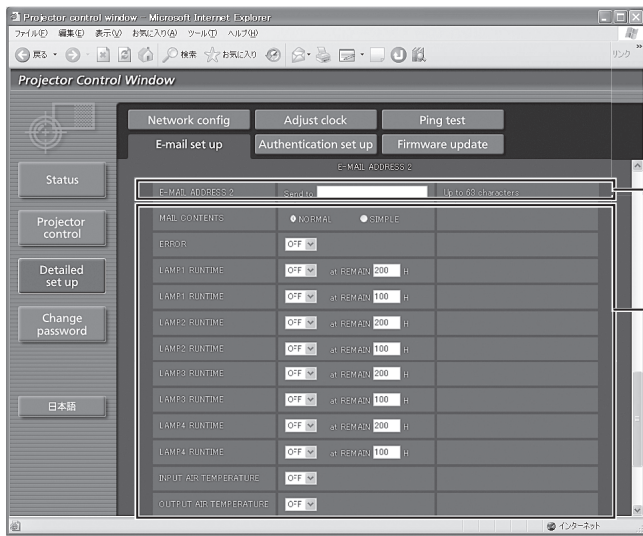 Projector control window - Microsoft Internet Explorer
ファイル(F) 編集(E) 表示(V) お気に入り(A) ツール(T) ヘルプ(H)
戻る 検索 お気に入り リンク »
Projector Control Window
Network config Adjust clock Ping test
E-mail set up Authentication set up Firmware update
Status
Projector control
Detailed set up
Change password
日本語
E-MAIL ADDRESS 2
E-MAIL ADDRESS 2 Send to Up to 63 characters
MAIL CONTENTS NORMAL SIMPLE
ERROR OFF
LAMP1 RUNTIME OFF at REMAIN 200 H
LAMP1 RUNTIME OFF at REMAIN 100 H
LAMP2 RUNTIME OFF at REMAIN 200 H
LAMP2 RUNTIME OFF at REMAIN 100 H
LAMP3 RUNTIME OFF at REMAIN 200 H
LAMP3 RUNTIME OFF at REMAIN 100 H
LAMP4 RUNTIME OFF at REMAIN 200 H
LAMP4 RUNTIME OFF at REMAIN 100 H
INPUT AIR TEMPERATURE OFF
OUTPUT AIR TEMPERATURE OFF
インターネット